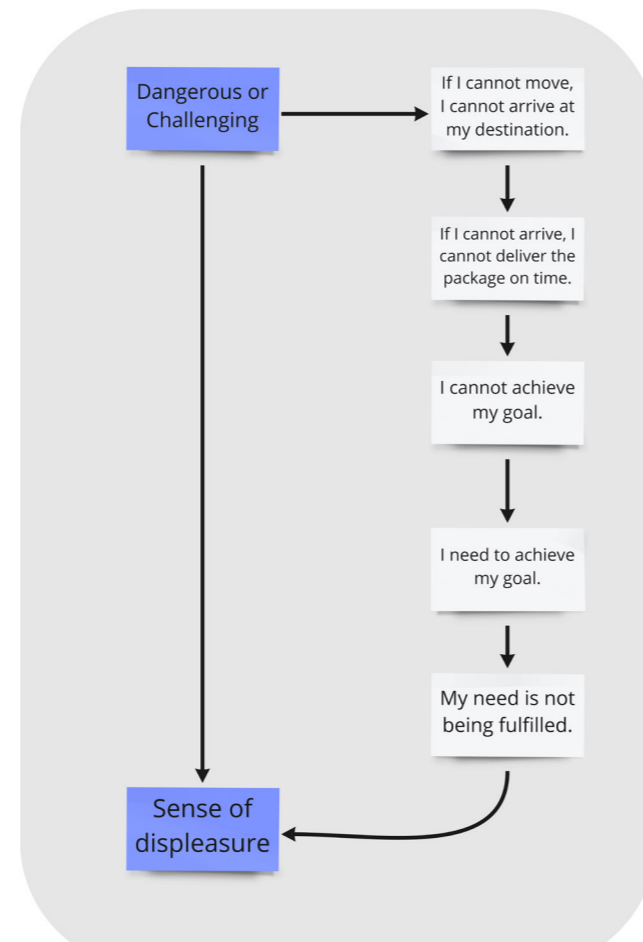 Dangerous or
Challenging
If I cannot move,
I cannot arrive at
my destination.
If I cannot arrive, I
cannot deliver the
package on time.
I cannot achieve
my goal.
I need to achieve
my goal.
My need is not
being fulfilled.
Sense of
displeasure